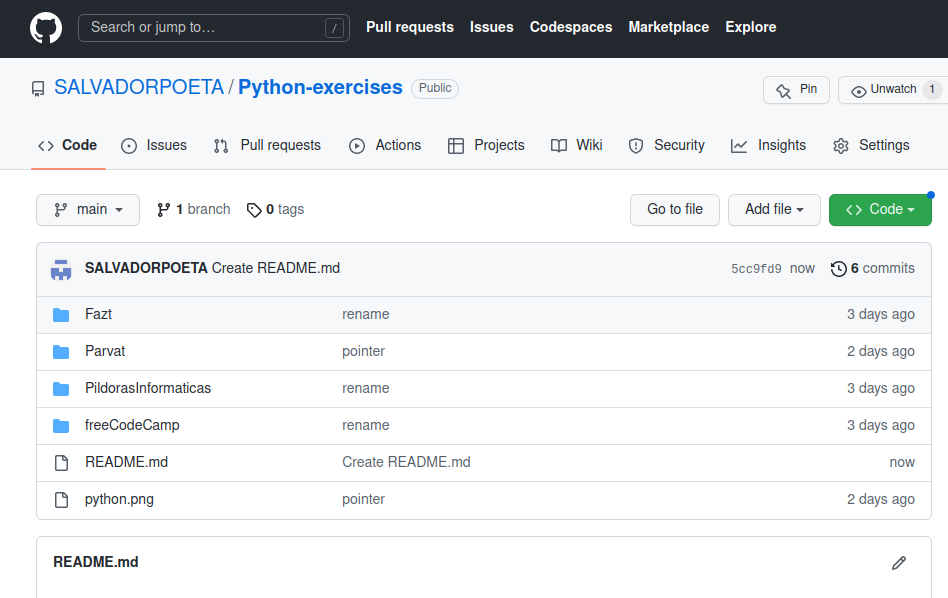 Search or jump to… / Pull requests Issues Codespaces Marketplace Explore
SALVADORPOETA / Python-exercises Public Pin Unwatch 1
Code Issues Pull requests Actions Projects Wiki Security Insights Settings
main 1 branch 0 tags Go to file Add file Code
SALVADORPOETA Create README.md 5cc9fd9 now 6 commits
Fazt rename 3 days ago
Parvat pointer 2 days ago
PildorasInformaticas rename 3 days ago
freeCodeCamp rename 3 days ago
README.md Create README.md now
python.png pointer 2 days ago
README.md